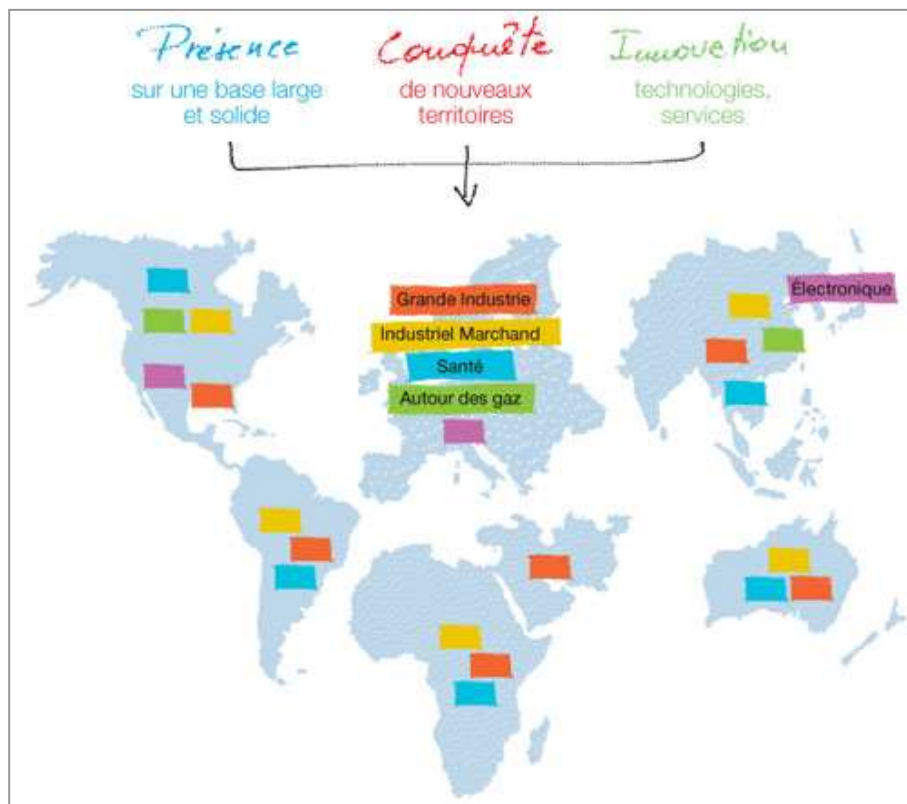 Présence
sur une base large
et solide
Conquête
de nouveaux
territoires
Innovation
technologies,
services
Grande Industrie
Électronique
Industriel Marchand
Santé
Autour des gaz